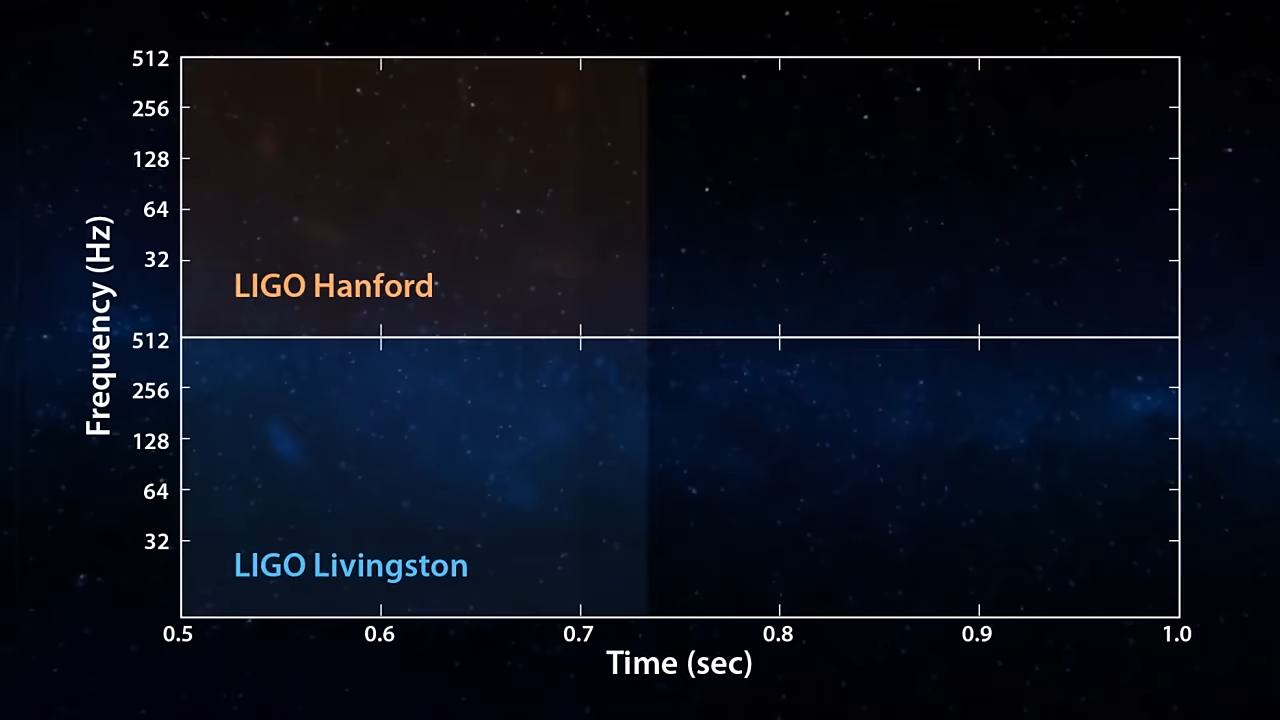 512
256
128
64
32
LIGO Hanford
512
256
128
64
32
LIGO Livingston
Frequency (Hz)
0.5 0.6 0.7 0.8 0.9 1.0
Time (sec)